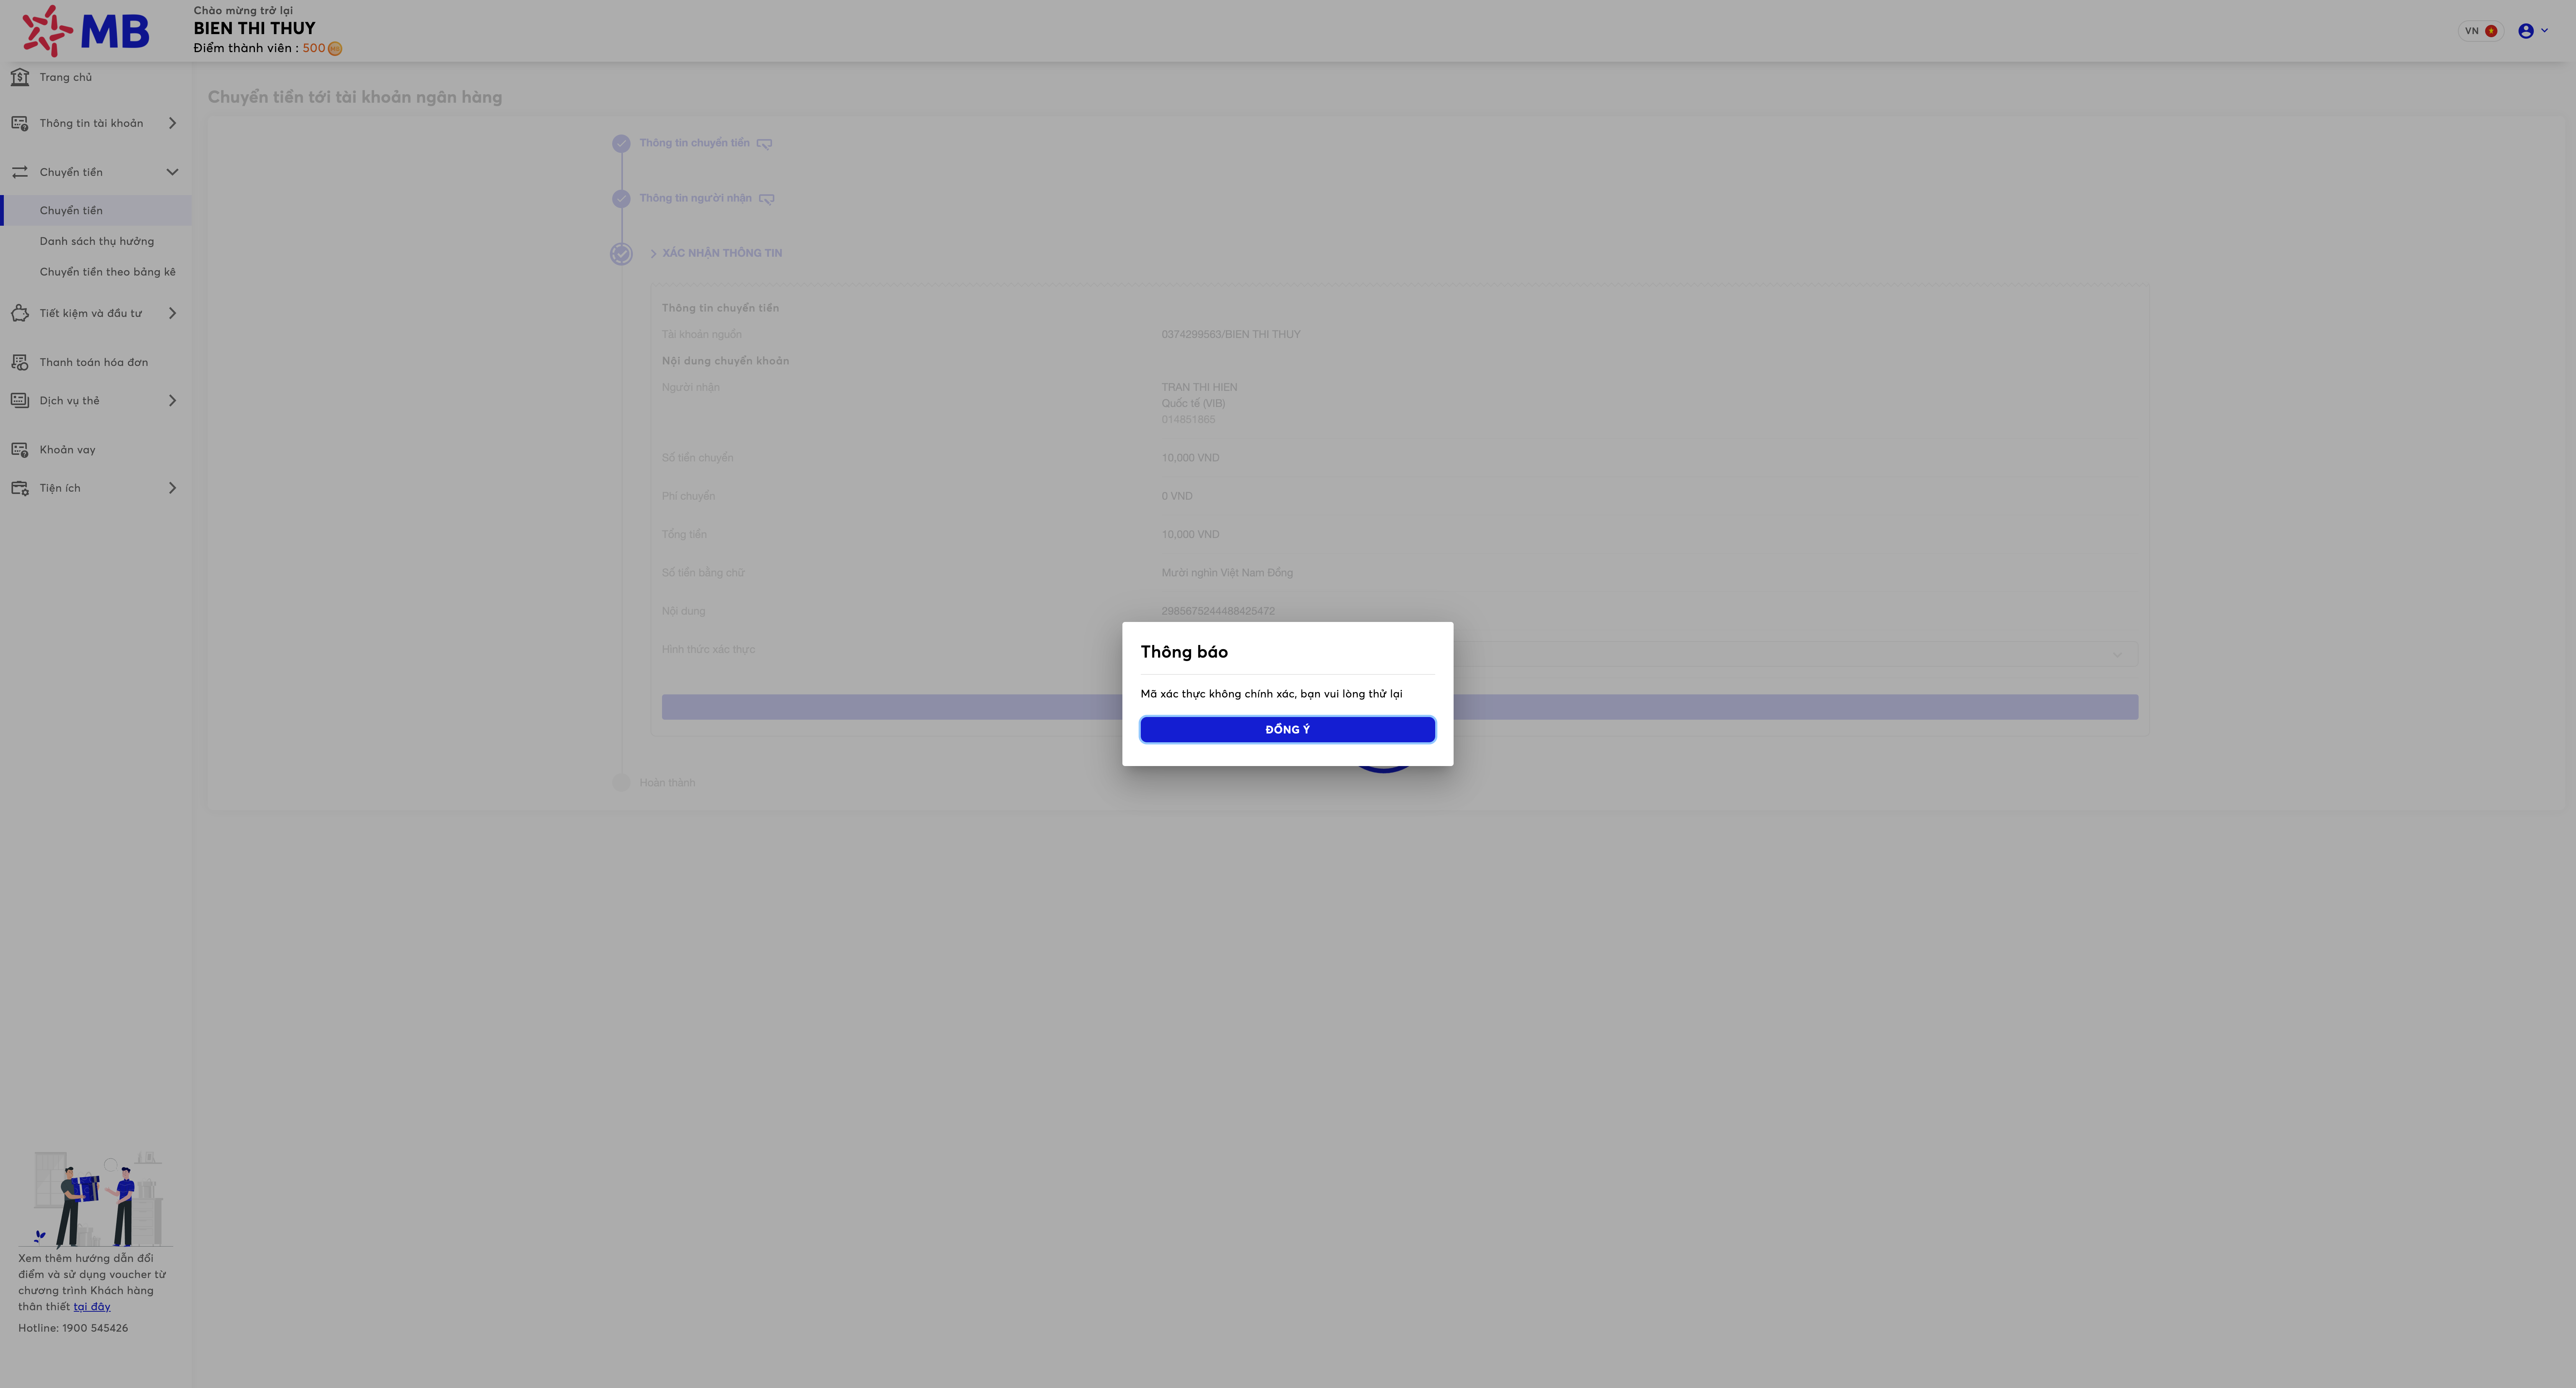 MB
Chào mừng trở lại
BIEN THI THUY
Điểm thành viên : 500
VN
Trang chủ
Thông tin tài khoản
Chuyển tiền
Chuyển tiền
Danh sách thụ hưởng
Chuyển tiền theo bảng kê
Tiết kiệm và đầu tư
Thanh toán hóa đơn
Dịch vụ thẻ
Khoản vay
Tiện ích
Xem thêm hướng dẫn đổi
điểm và sử dụng voucher từ
chương trình Khách hàng
thân thiết tại đây
Hotline: 1900 545426
Chuyển tiền tới tài khoản ngân hàng
Thông tin chuyển tiền
Thông tin người nhận
XÁC NHẬN THÔNG TIN
Thông tin chuyển tiền
Tài khoản nguồn 0374299563/BIEN THI THUY
Nội dung chuyển khoản
Người nhận TRAN THI HIEN
Quốc tế (VIB)
014851865
Số tiền chuyển 10,000 VND
Phí chuyển 0 VND
Tổng tiền 10,000 VND
Số tiền bằng chữ Mười nghìn Việt Nam Đồng
Nội dung 2985675244488425472
Hình thức xác thực
Thông báo
Mã xác thực không chính xác, bạn vui lòng thử lại
ĐỒNG Ý
Hoàn thành